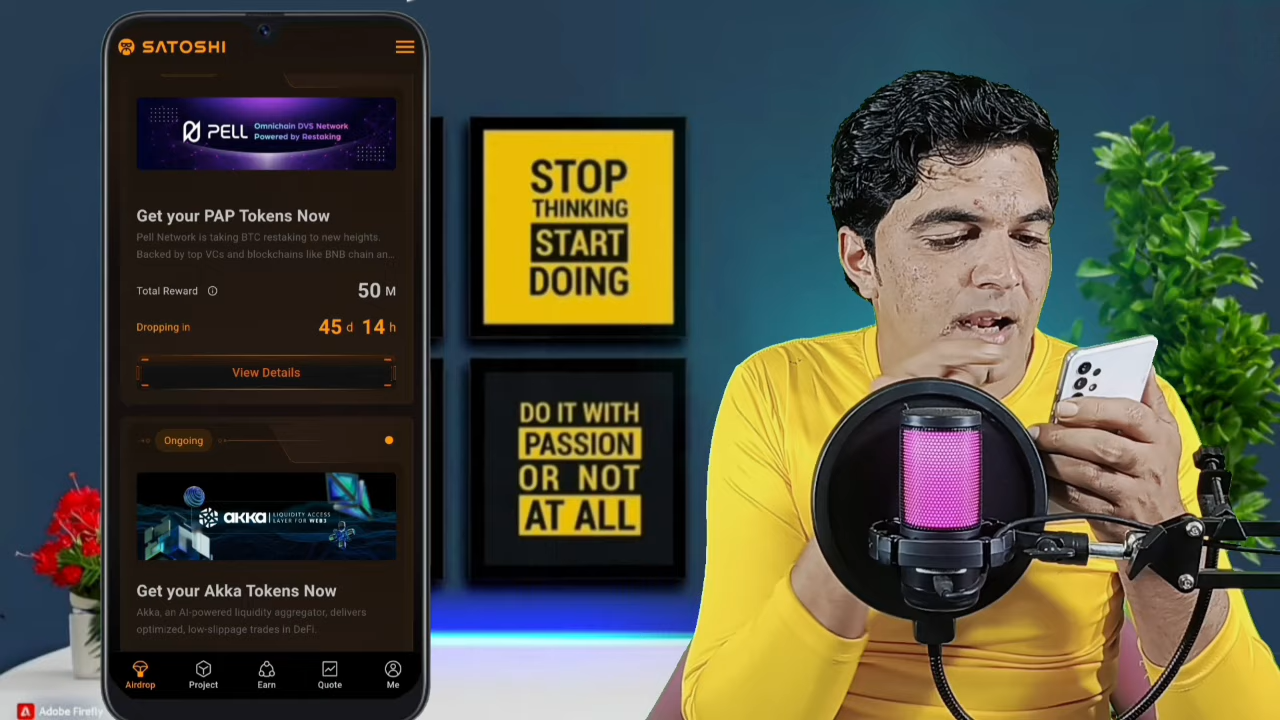 SATOSHI
PELL
Omnichain DVS Network
Powered by Restaking
Get your PAP Tokens Now
Pell Network is taking BTC restaking to new heights.
Backed by top VCs and blockchains like BNB chain an...
Total Reward
50 M
Dropping in
45 d 14 h
View Details
Ongoing
akka
LIQUIDITY ACCESS
LAYER FOR WEB3
Get your Akka Tokens Now
Akka, an AI-powered liquidity aggregator, delivers
optimized, low-slippage trades in DeFi.
Airdrop
Project
Earn
Quote
Me
STOP
THINKING
START
DOING
DO IT WITH
PASSION
OR NOT
AT ALL
Adobe Firefly